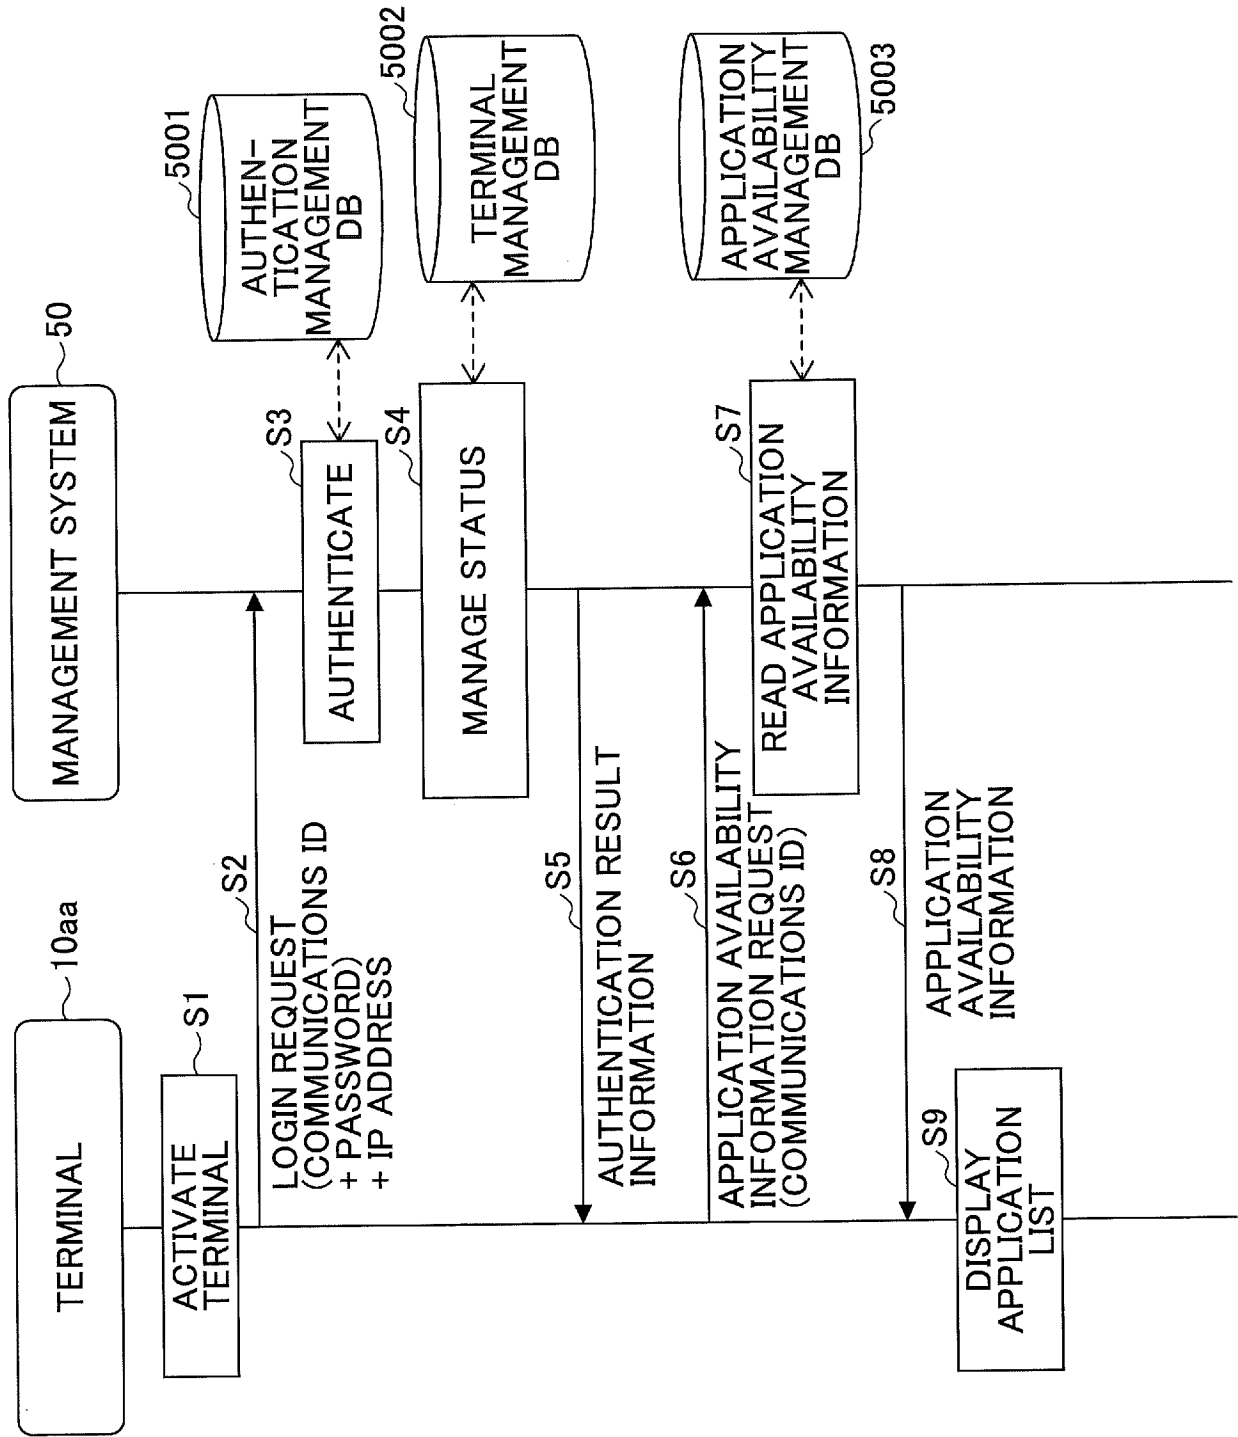 TERMINAL
10aa
MANAGEMENT SYSTEM
50
ACTIVATE
TERMINAL
S1
S2
LOGIN REQUEST
(COMMUNICATIONS ID
+ PASSWORD)
+ IP ADDRESS
AUTHENTICATE
S3
AUTHEN-
TICATION
MANAGEMENT
DB
5001
MANAGE STATUS
S4
TERMINAL
MANAGEMENT
DB
5002
S5
AUTHENTICATION RESULT
INFORMATION
S6
APPLICATION AVAILABILITY
INFORMATION REQUEST
(COMMUNICATIONS ID)
READ APPLICATION
AVAILABILITY
INFORMATION
S7
APPLICATION
AVAILABILITY
MANAGEMENT
DB
5003
S8
APPLICATION
AVAILABILITY
INFORMATION
DISPLAY
APPLICATION
LIST
S9